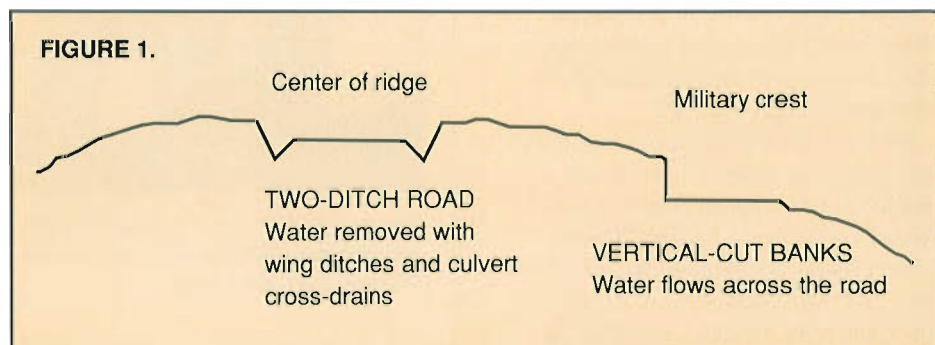 FIGURE 1.
Center of ridge
Military crest
TWO-DITCH ROAD
Water removed with
wing ditches and culvert
cross-drains
VERTICAL-CUT BANKS
Water flows across the road